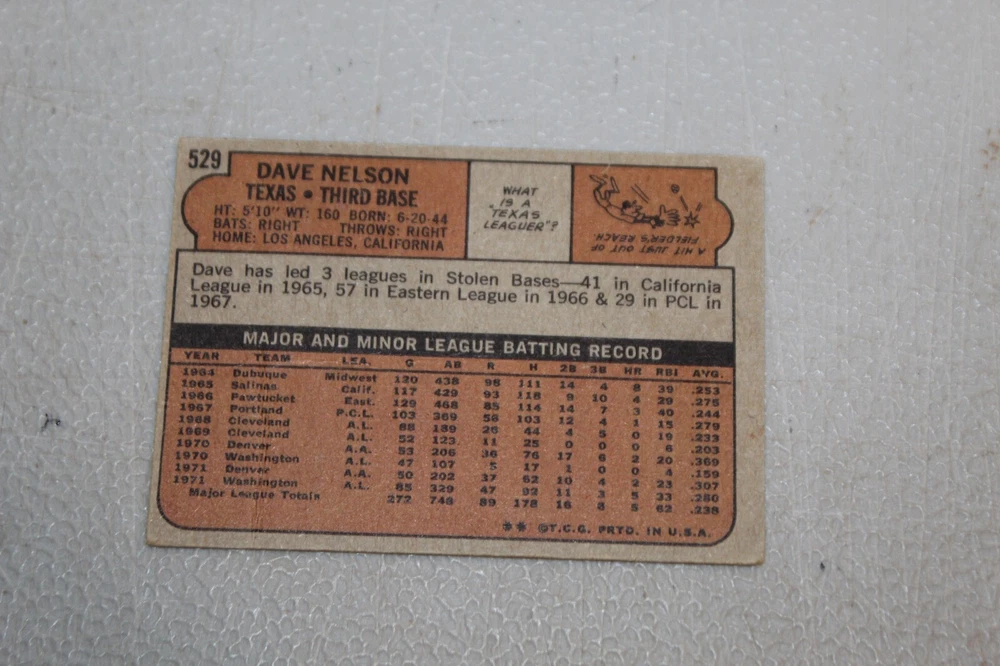 529
DAVE NELSON
TEXAS • THIRD BASE
HT: 5'10" WT: 160 BORN: 6-20-44
BATS: RIGHT THROWS: RIGHT
HOME: LOS ANGELES, CALIFORNIA
WHAT
IS A
"TEXAS
LEAGUER"?
A HIT JUST OUT OF
FIELDER'S REACH
Dave has led 3 leagues in Stolen Bases—41 in California
League in 1965, 57 in Eastern League in 1966 & 29 in PCL in
1967.
MAJOR AND MINOR LEAGUE BATTING RECORD
YEAR TEAM LEA. G AB R H 2B 3B HR RBI AVG.
1964 Dubuque Midwest 120 438 98 111 14 4 8 39 .253
1965 Salinas Calif. 117 429 93 118 9 10 4 29 .275
1966 Pawtucket East. 129 468 85 114 14 7 3 40 .244
1967 Portland P.C.L. 103 369 58 103 12 4 1 15 .279
1968 Cleveland A.L. 88 189 26 44 4 5 0 19 .233
1969 Cleveland A.L. 52 123 11 25 0 0 0 6 .203
1970 Denver A.A. 53 206 36 76 17 6 2 20 .369
1970 Washington A.L. 47 107 5 17 1 0 0 4 .159
1971 Denver A.A. 50 202 37 62 10 4 2 23 .307
1971 Washington A.L. 85 329 47 92 11 3 5 33 .280
Major League Totals 272 748 89 178 16 8 5 62 .238
** ©T.C.G. PRTD. IN U.S.A.